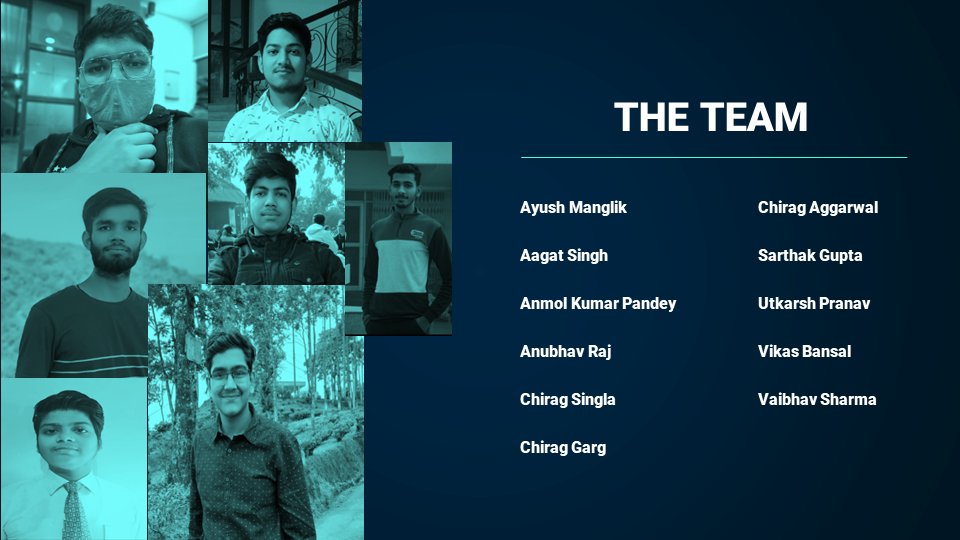 THE TEAM
Ayush Manglik
Aagat Singh
Anmol Kumar Pandey
Anubhav Raj
Chirag Singla
Chirag Garg
Chirag Aggarwal
Sarthak Gupta
Utkarsh Pranav
Vikas Bansal
Vaibhav Sharma